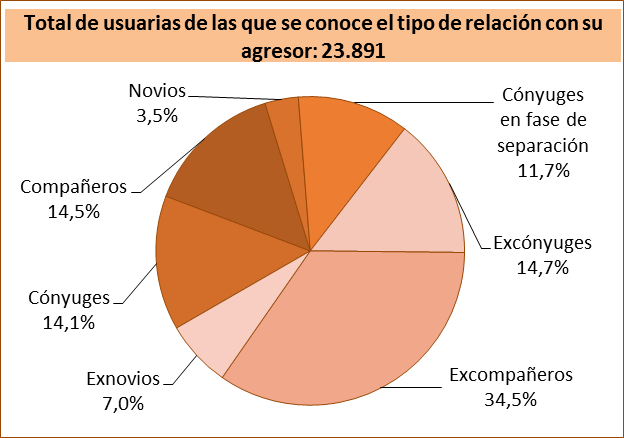 Total de usuarias de las que se conoce el tipo de relación con su
agresor: 23.891
Novios
3,5%
Cónyuges
en fase de
separación
11,7%
Compañeros
14,5%
Excónyuges
14,7%
Cónyuges
14,1%
Exnovios
7,0%
Excompañeros
34,5%